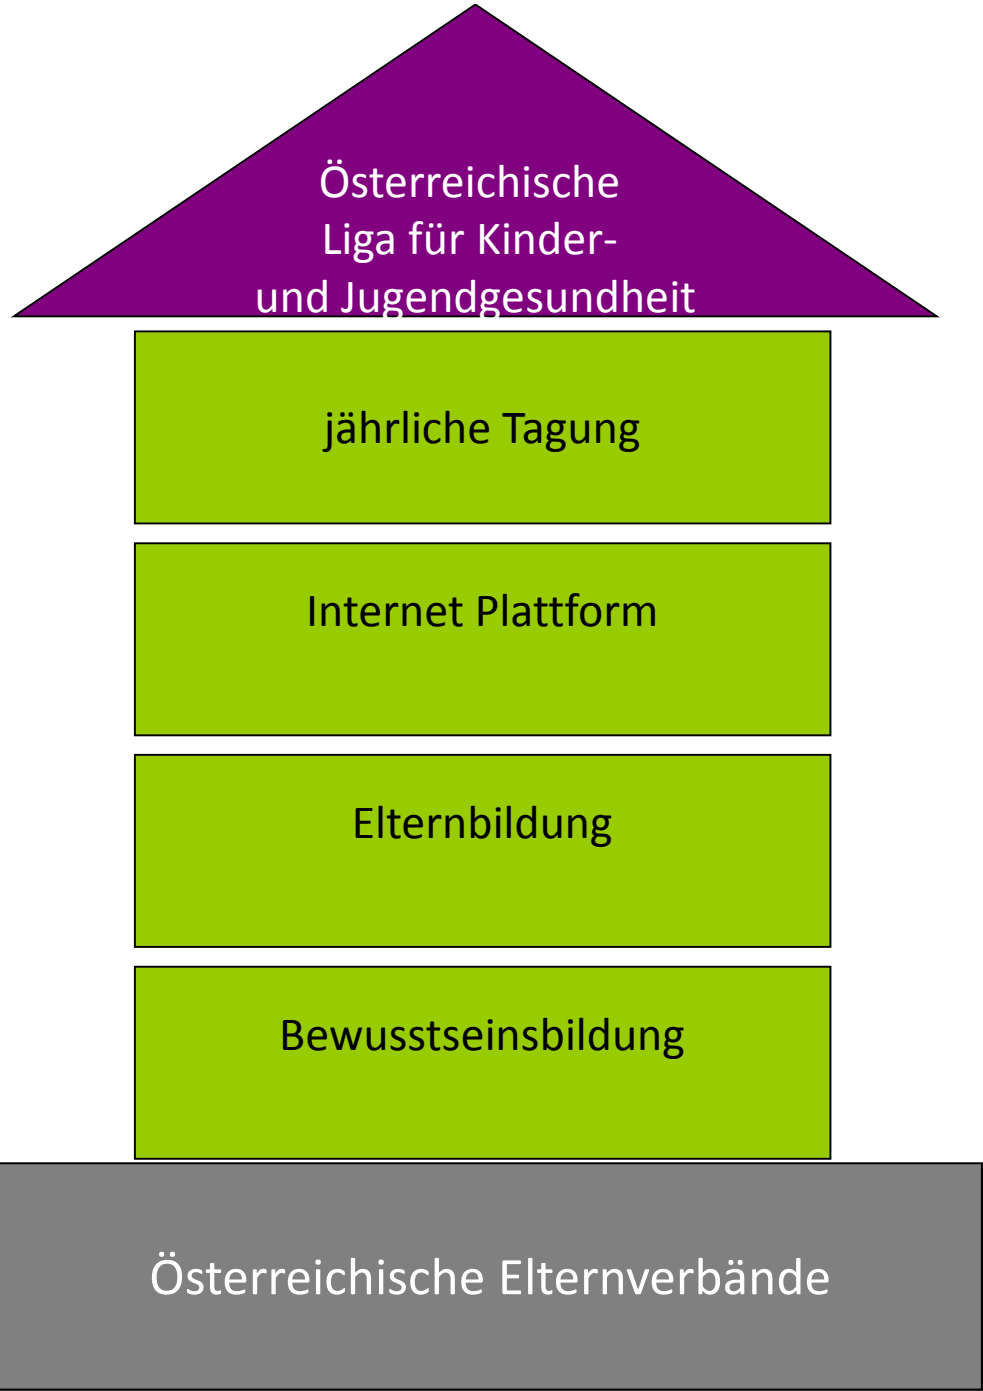 Österreichische
Liga für Kinder-
und Jugendgesundheit
jährliche Tagung
Internet Plattform
Elternbildung
Bewusstseinsbildung
Österreichische Elternverbände